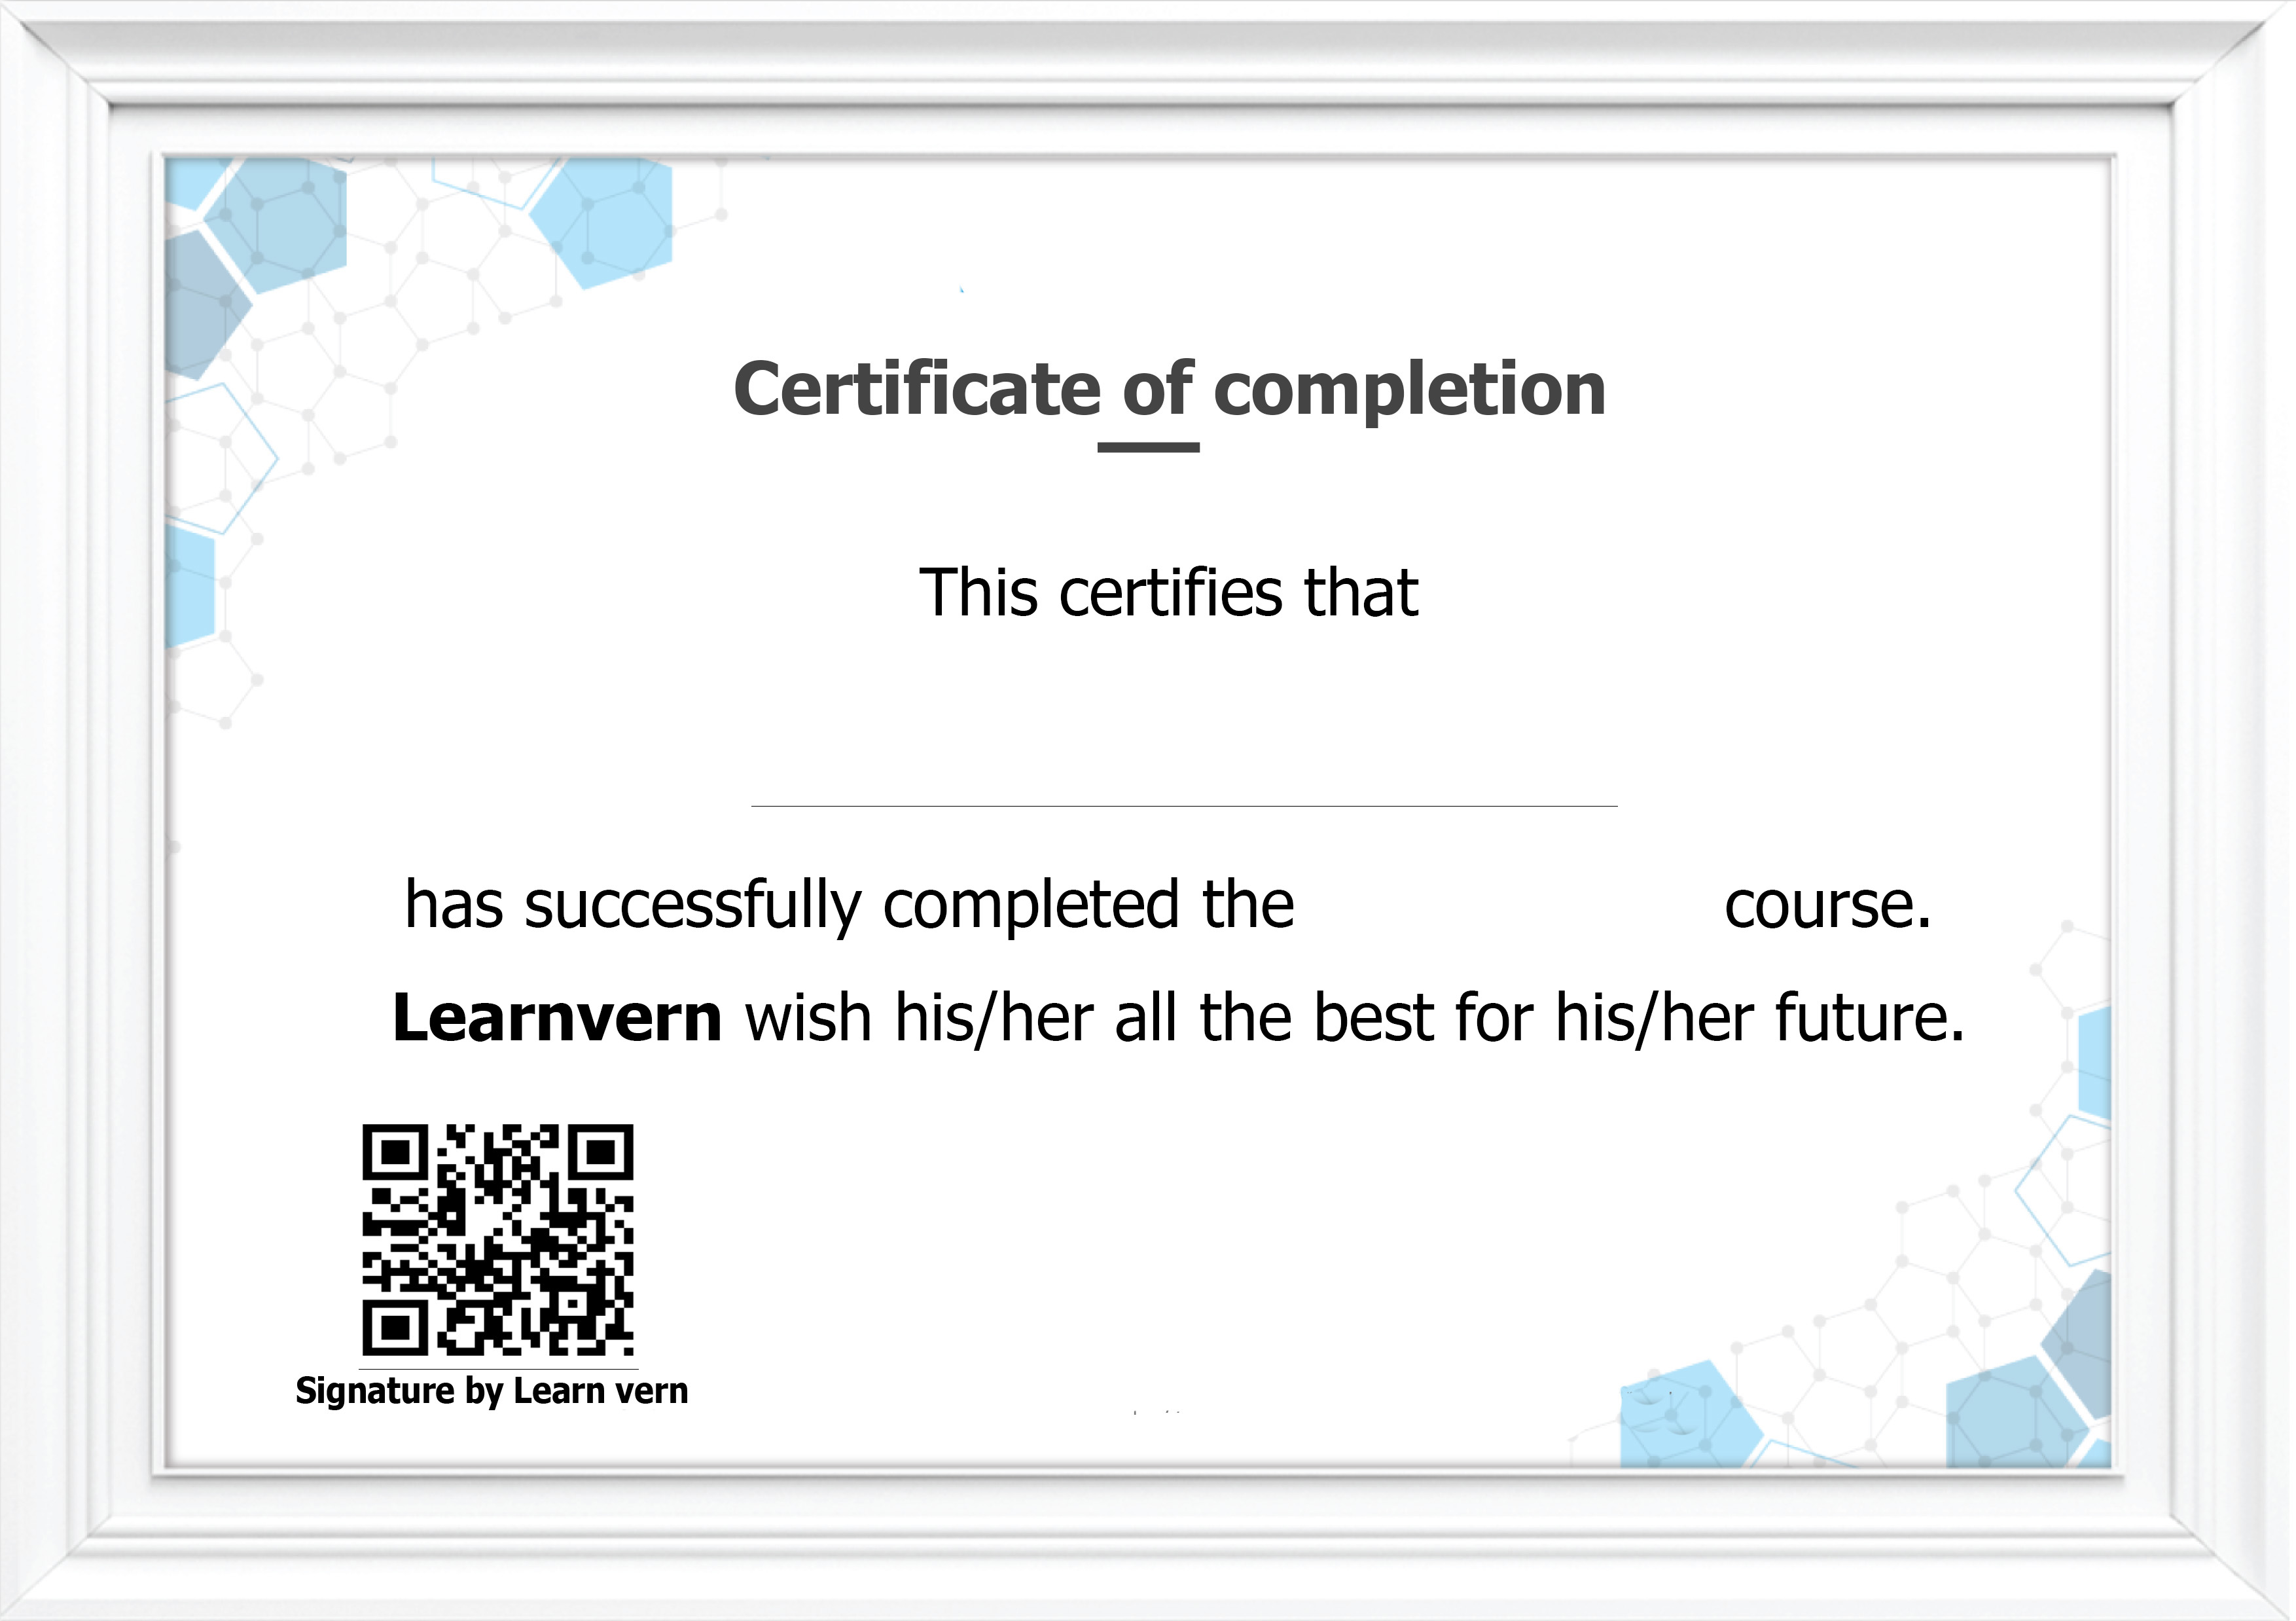 Certificate of completion
This certifies that
has successfully completed the course.
Learnvern wish his/her all the best for his/her future.
Signature by Learn vern